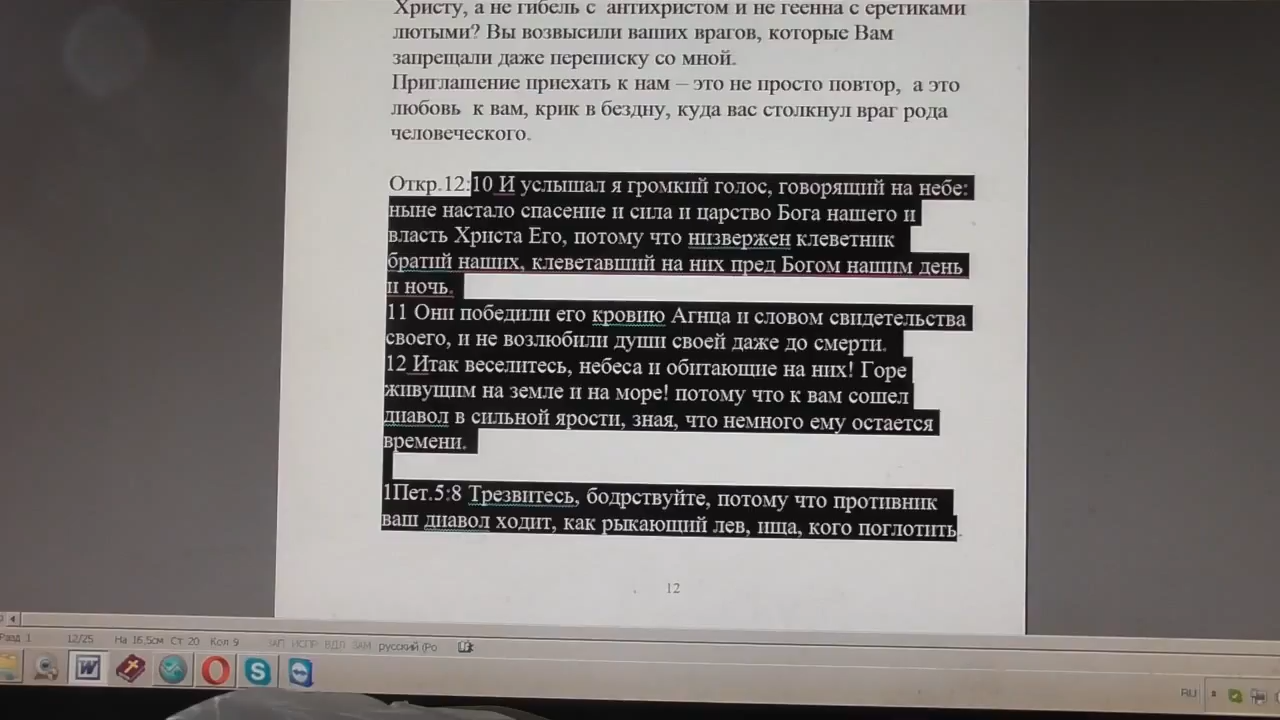 Христу, а не гибель с антихристом и не геенна с еретиками
лютыми? Вы возвысили ваших врагов, которые Вам
запрещали даже переписку со мной.
Приглашение приехать к нам – это не просто повтор, а это
любовь к вам, крик в бездну, куда вас столкнул враг рода
человеческого.
Откр.12:10 И услышал я громкий голос, говорящий на небе:
ныне настало спасение и сила и царство Бога нашего и
власть Христа Его, потому что низвержен клеветник
братий наших, клеветавший на них пред Богом нашим день
и ночь.
11 Они победили его кровию Агнца и словом свидетельства
своего, и не возлюбили души своей даже до смерти.
12 Итак веселитесь, небеса и обитающие на них! Горе
живущим на земле и на море! потому что к вам сошел
диавол в сильной ярости, зная, что немного ему остается
времени.
1Пет.5:8 Трезвитесь, бодрствуйте, потому что противник
ваш диавол ходит, как рыкающий лев, ища, кого поглотить.
12
Разд 1 12/25 На 16,5см Ст 20 Кол 9 ЗАП ИСПР ВДЛ ЗАМ русский (Ро
RU